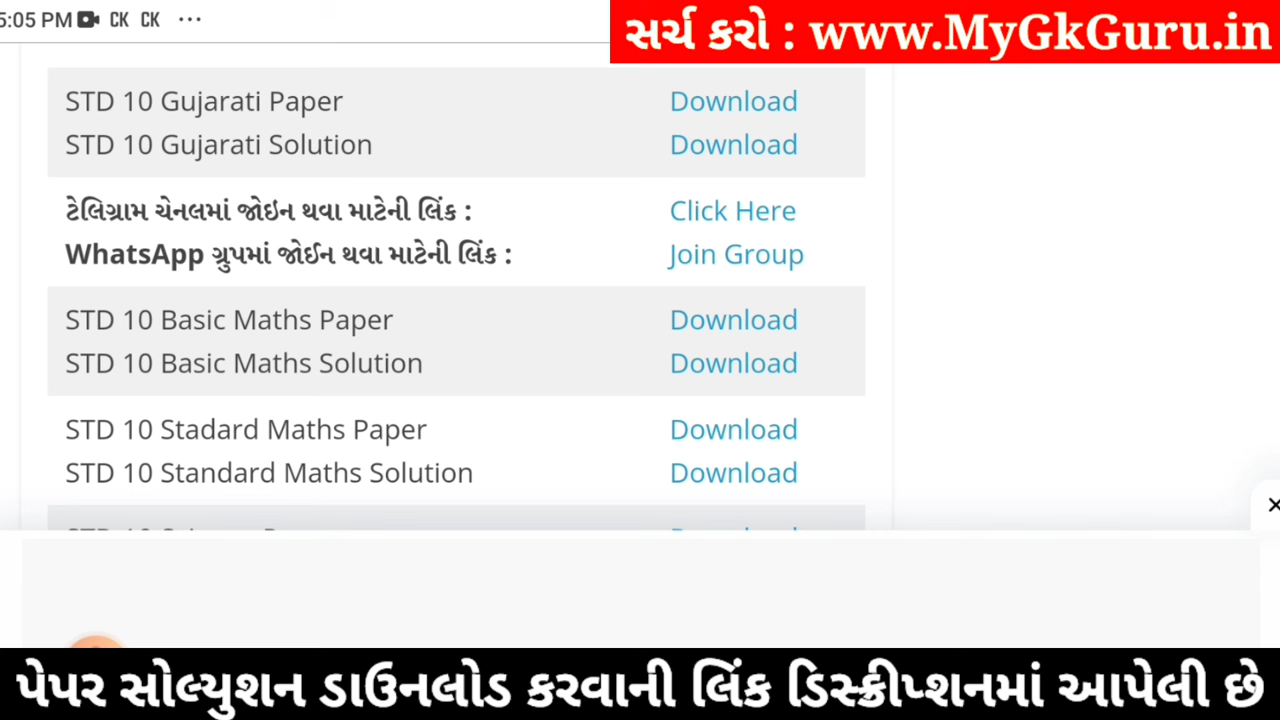 5:05 PM CK CK ...
સર્ચ કરો : www.MyGkGuru.in
STD 10 Gujarati Paper Download
STD 10 Gujarati Solution Download
ટેલિગ્રામ ચેનલમાં જોઇન થવા માટેની લિંક : Click Here
WhatsApp ગ્રુપમાં જોઈન થવા માટેની લિંક : Join Group
STD 10 Basic Maths Paper Download
STD 10 Basic Maths Solution Download
STD 10 Stadard Maths Paper Download
STD 10 Standard Maths Solution Download
પેપર સોલ્યુશન ડાઉનલોડ કરવાની લિંક ડિસ્ક્રીપ્શનમાં આપેલી છે